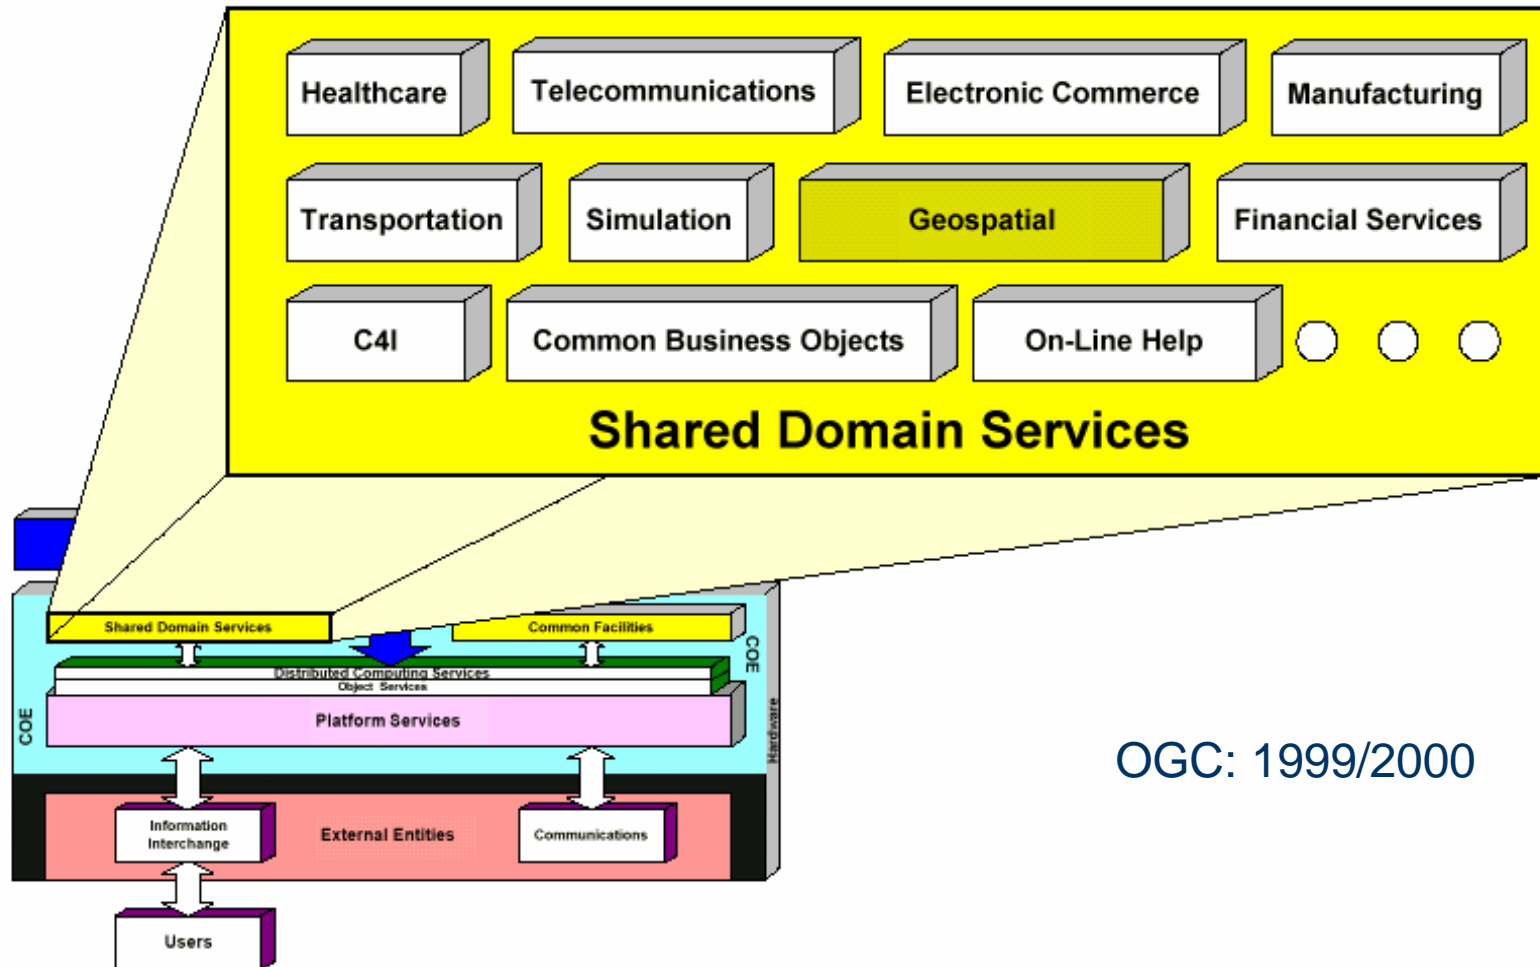 Healthcare
Telecommunications
Electronic Commerce
Manufacturing
Transportation
Simulation
Geospatial
Financial Services
C4I
Common Business Objects
On-Line Help
Shared Domain Services
Shared Domain Services
Common Facilities
COE
Distributed Computing Services
Object Services
Platform Services
COE
Hardware
OGC: 1999/2000
Information
Interchange
External Entities
Communications
Users